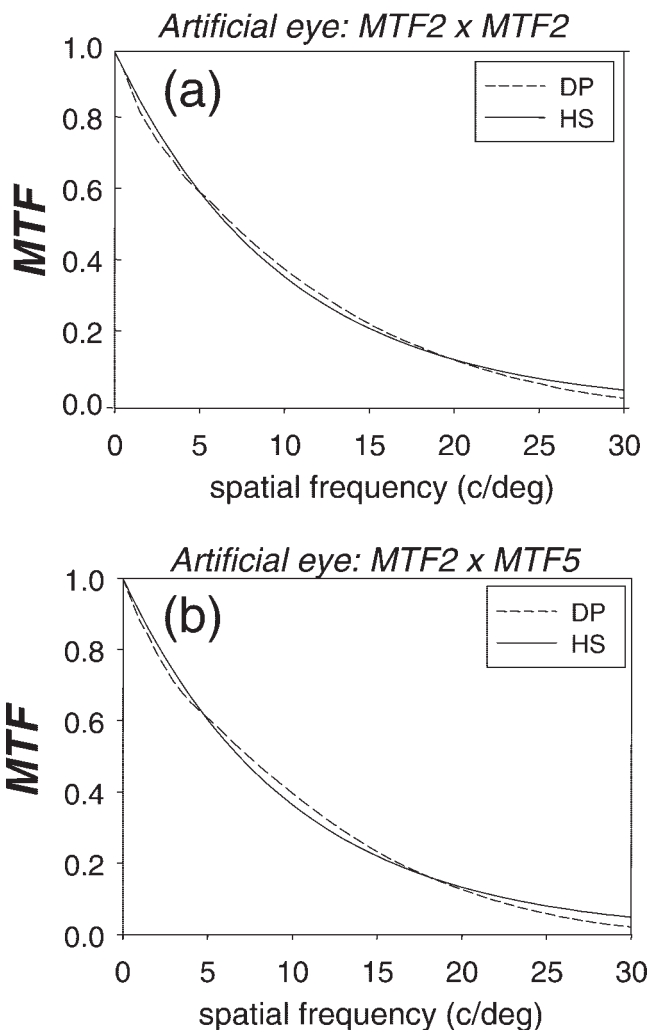 Artificial eye: MTF2 x MTF2
(a)
DP
HS
MTF
1.0
0.8
0.6
0.4
0.2
0.0
0 5 10 15 20 25 30
spatial frequency (c/deg)
Artificial eye: MTF2 x MTF5
(b)
DP
HS
MTF
1.0
0.8
0.6
0.4
0.2
0.0
0 5 10 15 20 25 30
spatial frequency (c/deg)